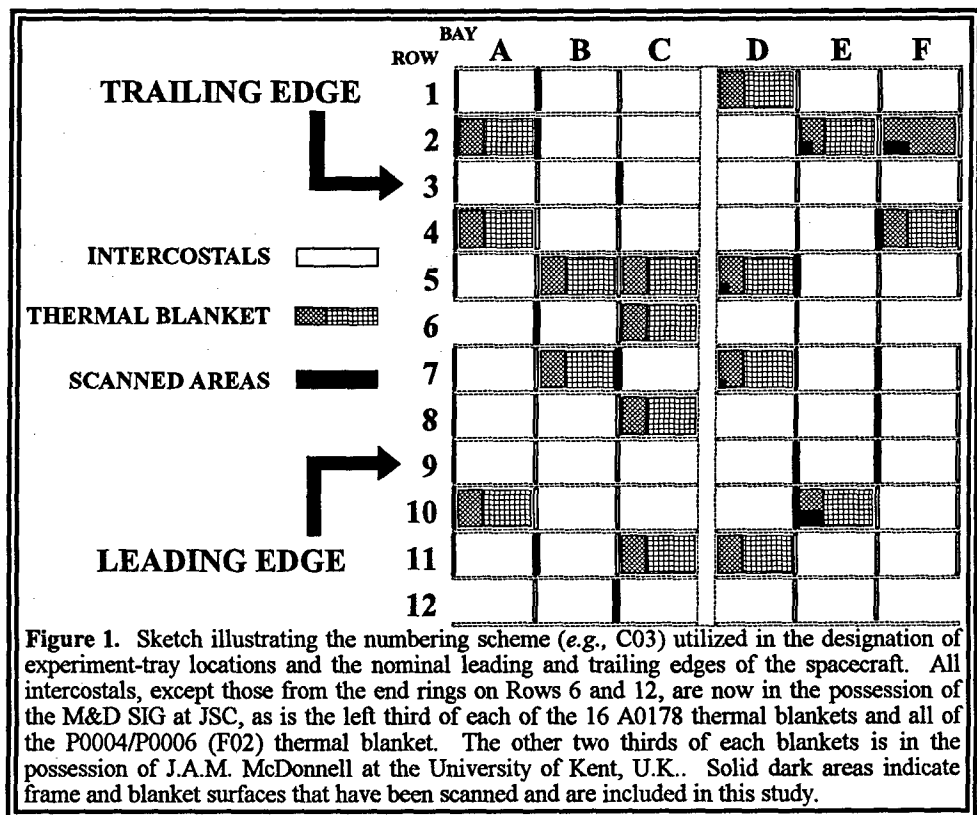 BAY
ROW
A B C D E F
1
TRAILING EDGE
2
3
4
INTERCOSTALS
5
THERMAL BLANKET
6
SCANNED AREAS
7
8
9
10
LEADING EDGE
11
12
Figure 1. Sketch illustrating the numbering scheme (e.g., C03) utilized in the designation of
experiment-tray locations and the nominal leading and trailing edges of the spacecraft. All
intercostals, except those from the end rings on Rows 6 and 12, are now in the possession of
the M&D SIG at JSC, as is the left third of each of the 16 A0178 thermal blankets and all of
the P0004/P0006 (F02) thermal blanket. The other two thirds of each blankets is in the
possession of J.A.M. McDonnell at the University of Kent, U.K.. Solid dark areas indicate
frame and blanket surfaces that have been scanned and are included in this study.